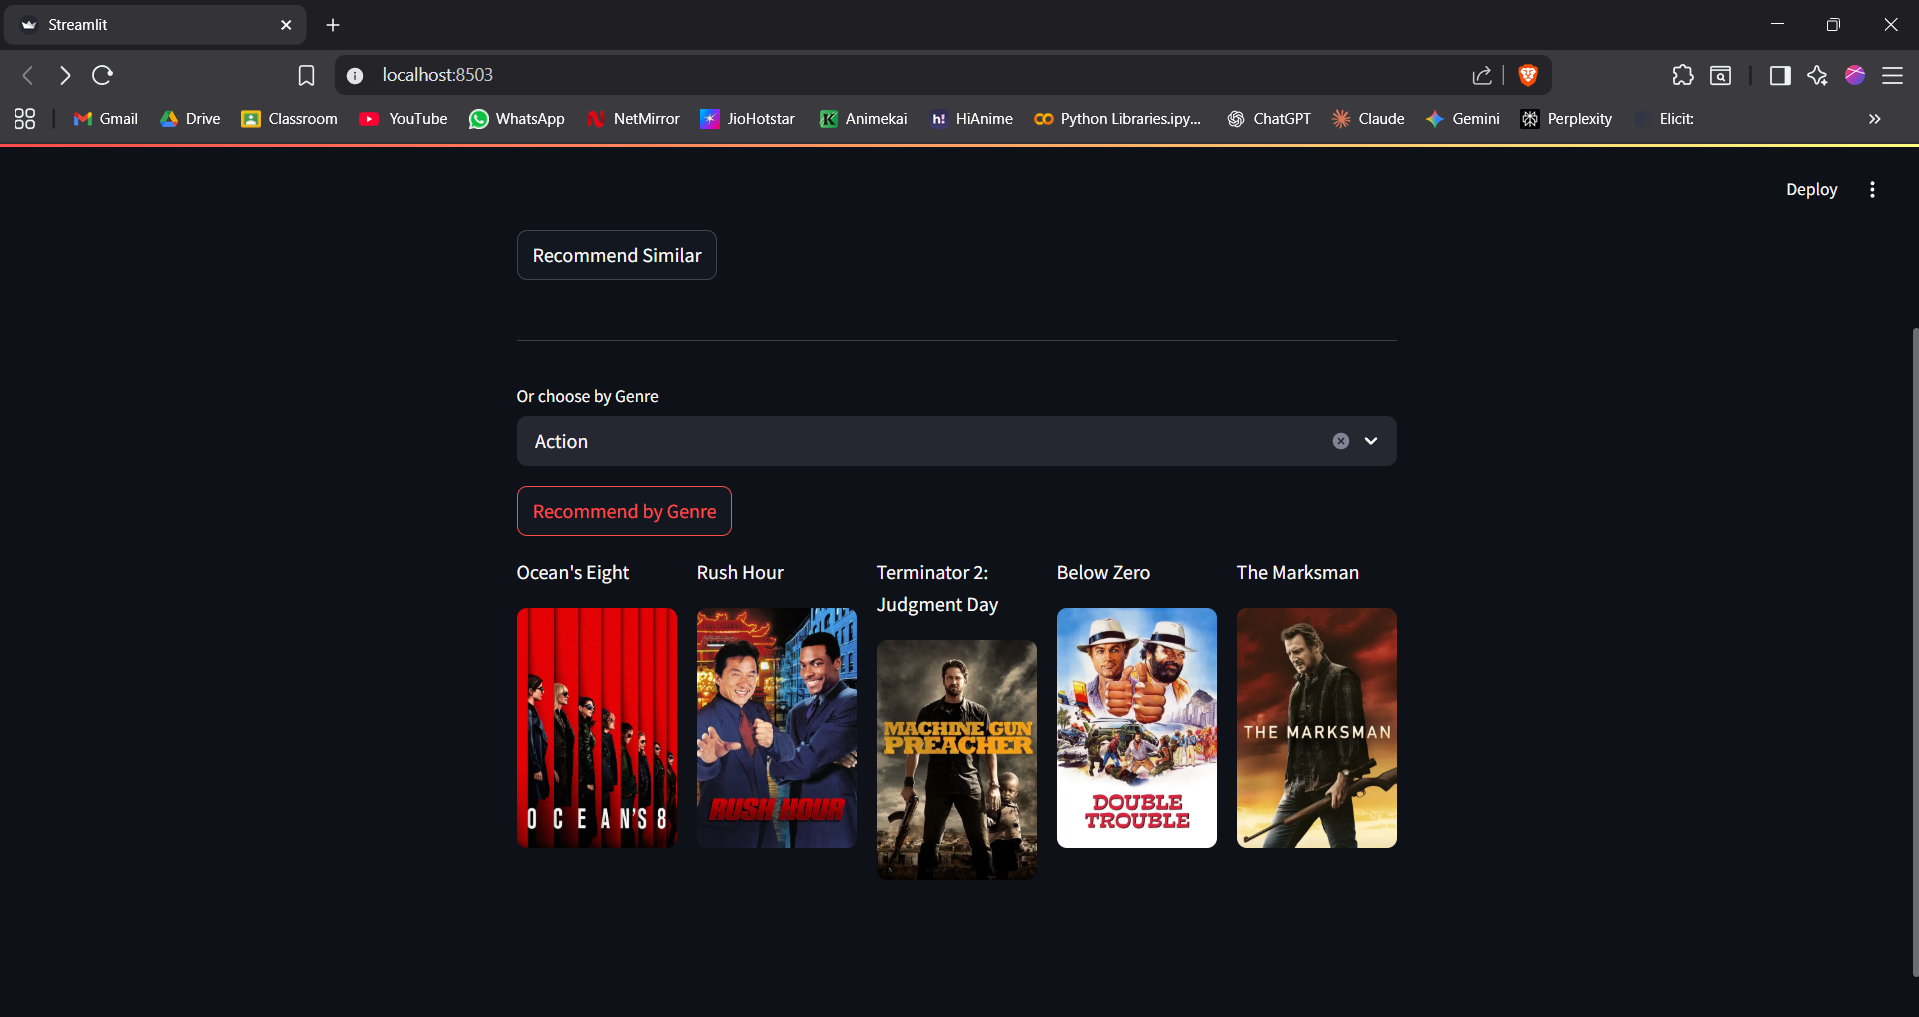 Streamlit
localhost:8503
Gmail
Drive
Classroom
YouTube
WhatsApp
NetMirror
JioHotstar
Animekai
h! HiAnime
Python Libraries.ipy...
ChatGPT
Claude
Gemini
Perplexity
Elicit:
Deploy
Recommend Similar
Or choose by Genre
Action
Recommend by Genre
Ocean's Eight
Rush Hour
Terminator 2:
Judgment Day
Below Zero
The Marksman
OCEAN'S 8
RUSH HOUR
MACHINE GUN
PREACHER
DOUBLE
TROUBLE
THE MARKSMAN